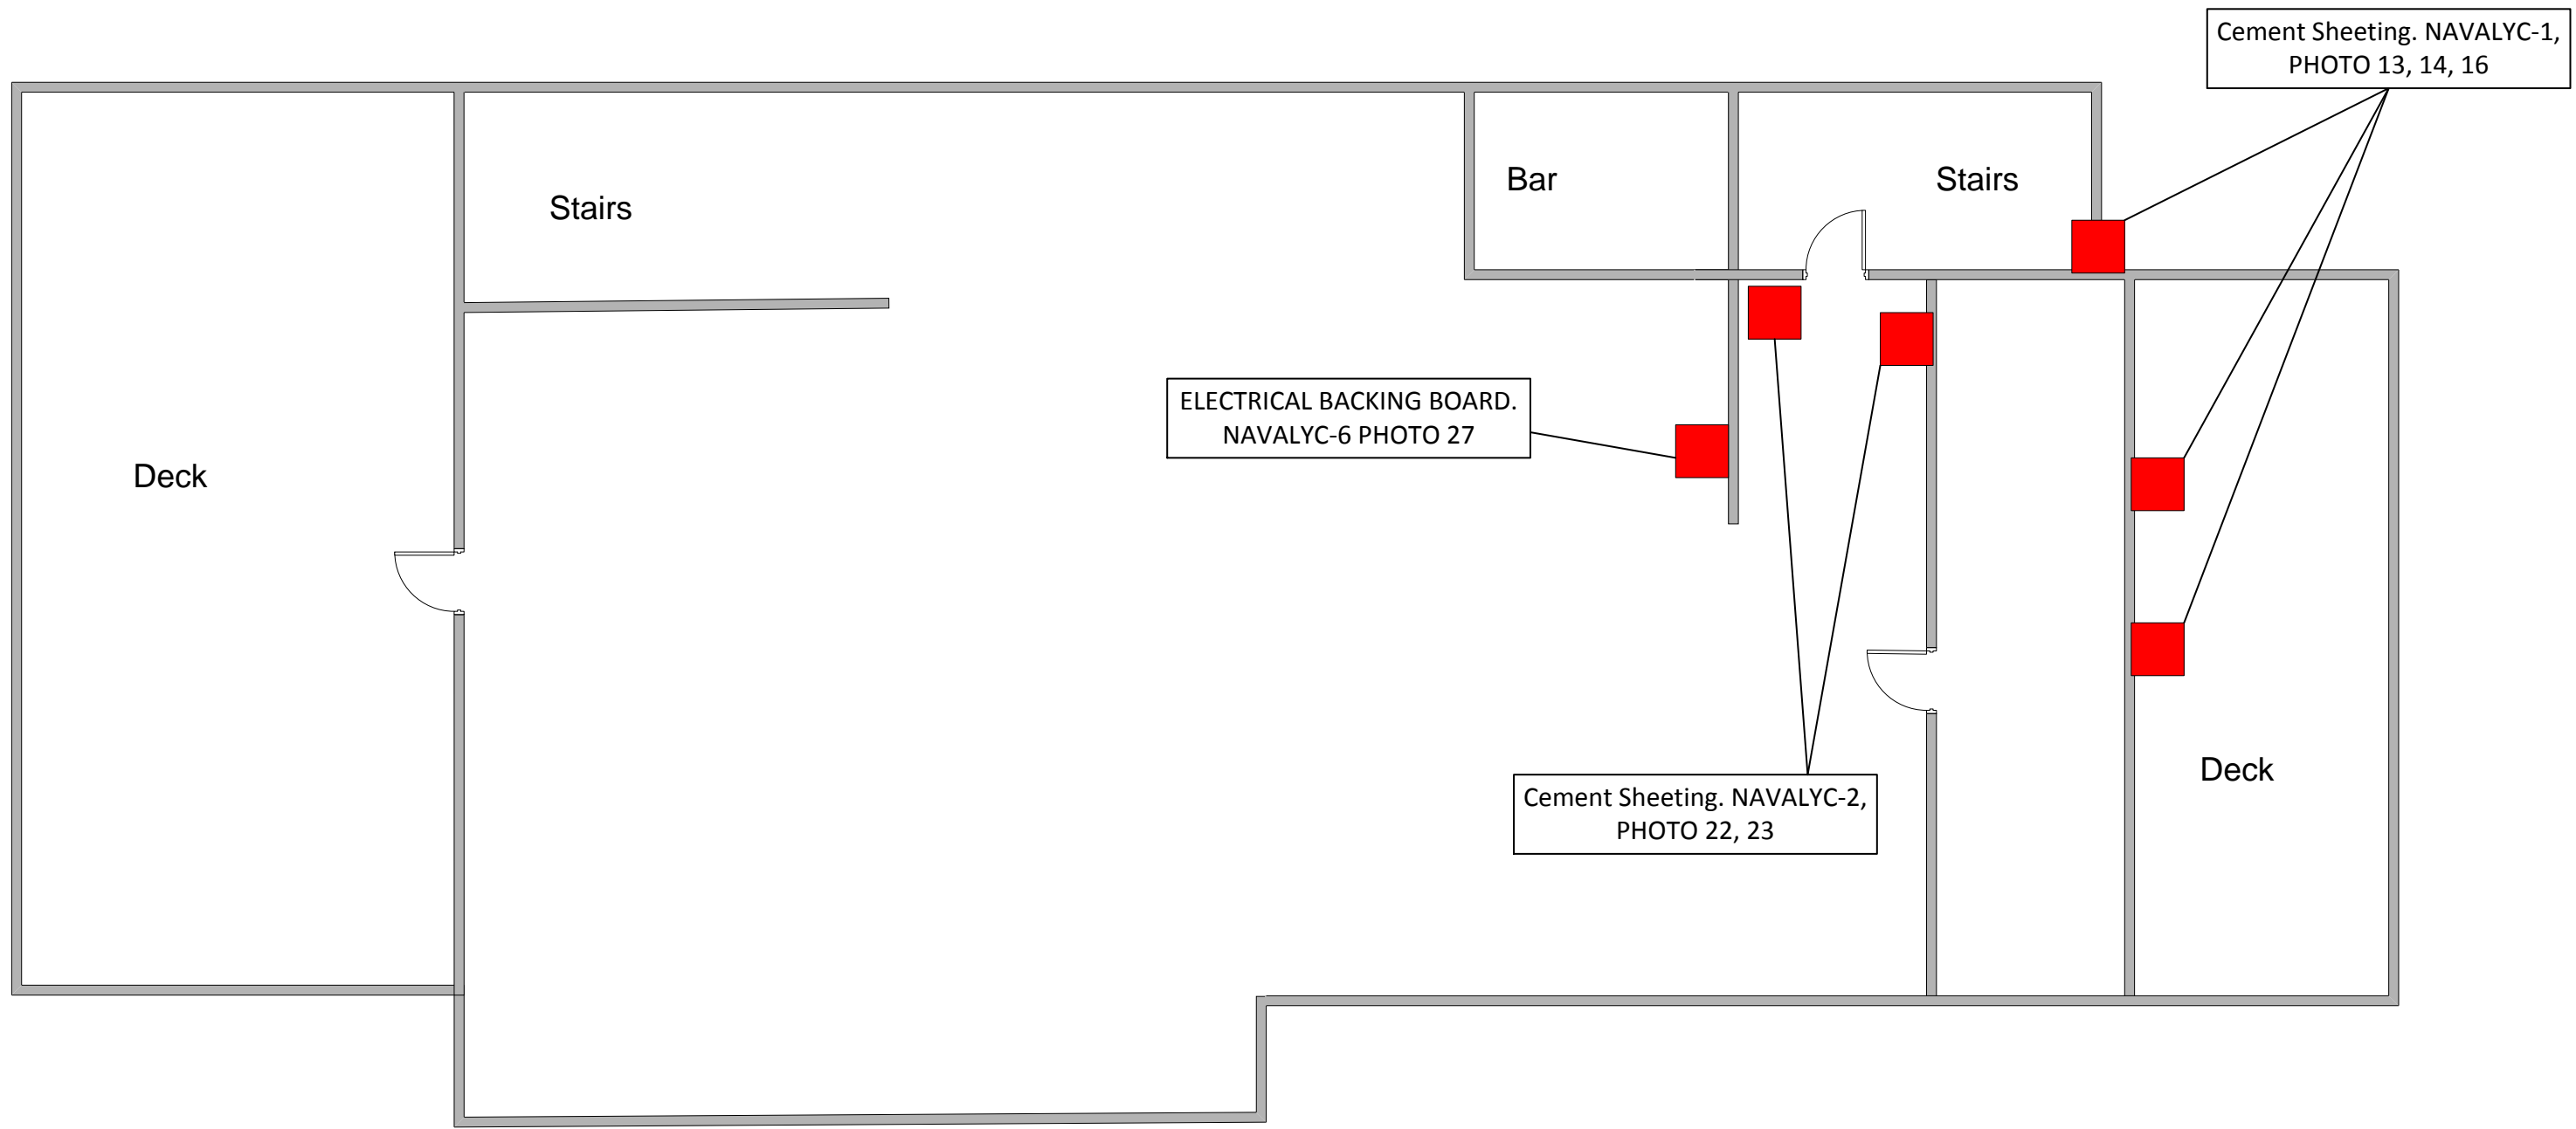 Cement Sheeting. NAVALYC-1,
PHOTO 13, 14, 16
Bar
Stairs
Stairs
ELECTRICAL BACKING BOARD.
NAVALYC-6 PHOTO 27
Deck
Deck
Cement Sheeting. NAVALYC-2,
PHOTO 22, 23